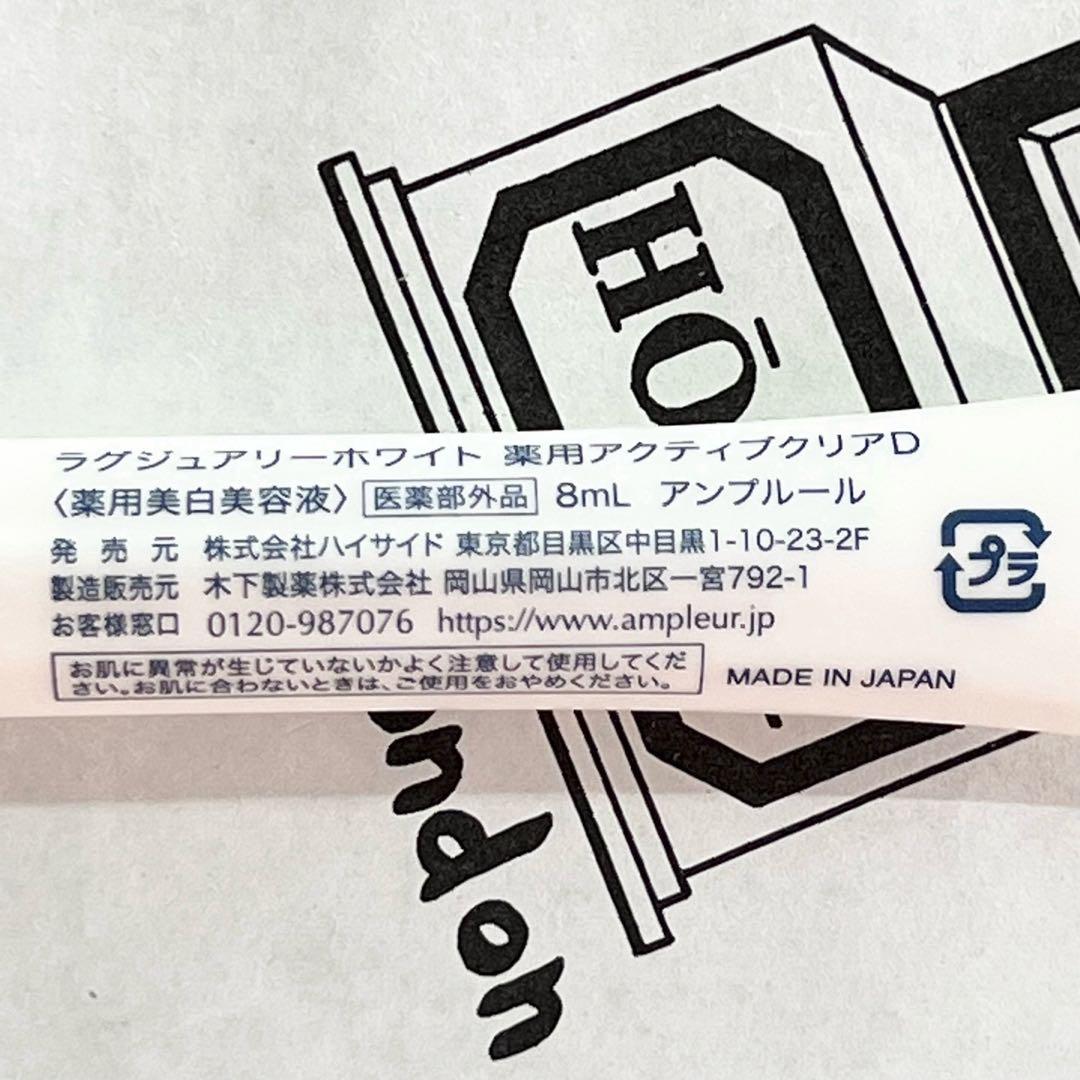 HŌ
ラグジュアリーホワイト 薬用アクティブクリアD
〈薬用美白美容液〉 医薬部外品 8mL アンプルール
発売元 株式会社ハイサイド 東京都目黒区中目黒1-10-23-2F
製造販売元 木下製薬株式会社 岡山県岡山市北区一宮792-1
お客様窓口 0120-987076 https://www.ampleur.jp
お肌に異常が生じていないかよく注意して使用してくだ
さい。お肌に合わないときは、ご使用をおやめください。
MADE IN JAPAN
プラ
ondon